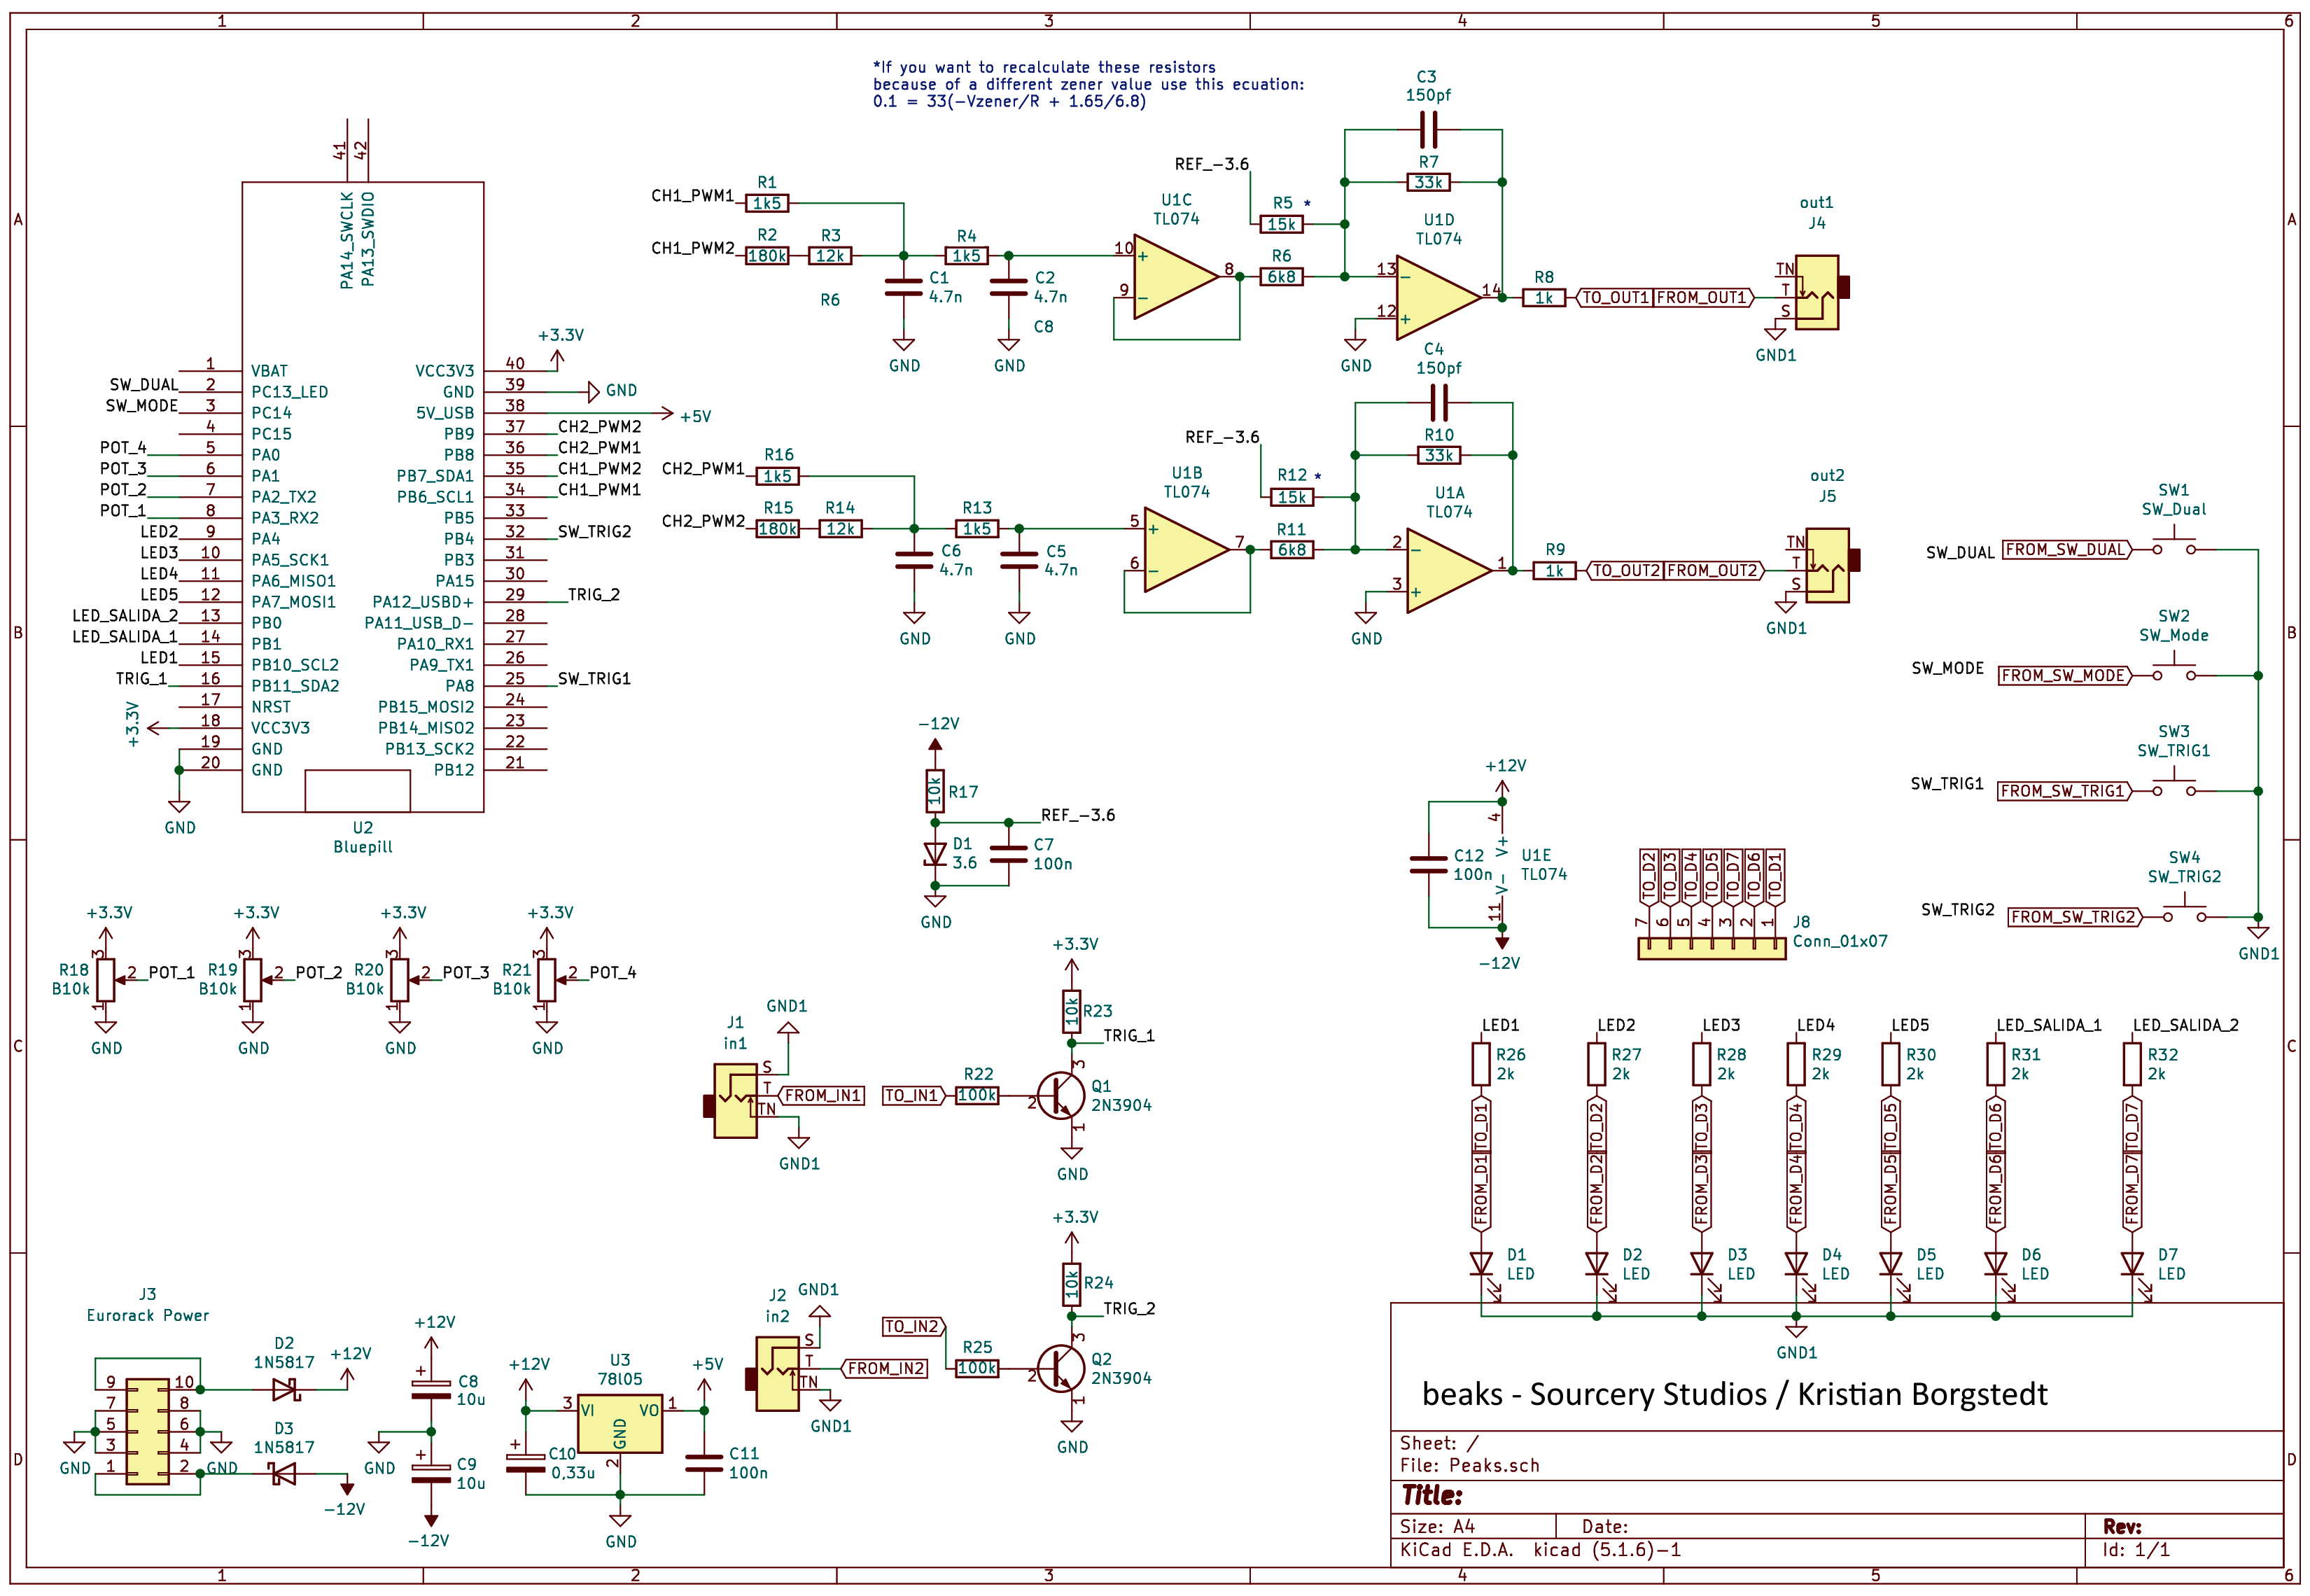 1 2 3 4 5 6
*If you want to recalculate these resistors
because of a different zener value use this ecuation:
0.1 = 33(-Vzener/R + 1.65/6.8)
A
B
C
D
41 42
PA14_SWCLK
PA13_SWDIO
1 VBAT
SW_DUAL 2 PC13_LED
SW_MODE 3 PC14
4 PC15
POT_4 5 PA0
POT_3 6 PA1
POT_2 7 PA2_TX2
POT_1 8 PA3_RX2
LED2 9 PA4
LED3 10 PA5_SCK1
LED4 11 PA6_MISO1
LED5 12 PA7_MOSI1
LED_SALIDA_2 13 PB0
LED_SALIDA_1 14 PB1
LED1 15 PB10_SCL2
TRIG_1 16 PB11_SDA2
17 NRST
+3.3V 18 VCC3V3
19 GND
20 GND
GND
+3.3V
VCC3V3 40
GND 39 GND
5V_USB 38 +5V
PB9 37 CH2_PWM2
PB8 36 CH2_PWM1
PB7_SDA1 35 CH1_PWM2
PB6_SCL1 34 CH1_PWM1
PB5 33
PB4 32 SW_TRIG2
PB3 31
PA15 30
PA12_USBD+ 29 TRIG_2
PA11_USB_D- 28
PA10_RX1 27
PA9_TX1 26
PA8 25 SW_TRIG1
PB15_MOSI2 24
PB14_MISO2 23
PB13_SCK2 22
PB12 21
U2
Bluepill
CH1_PWM1 R1 1k5
CH1_PWM2 R2 180k R3 12k R4 1k5
R6
C1 4.7n
C2 4.7n
C8
GND GND
U1C
TL074
10 + 9 - 8
REF_-3.6
R5 * 15k
R6 6k8
C3
150pf
R7
33k
U1D
TL074
13 - 12 + 14
GND
R8
1k
TO_OUT1 FROM_OUT1
out1
J4
TN
T
S
GND1
CH2_PWM1 R16 1k5
CH2_PWM2 R15 180k R14 12k R13 1k5
C6 4.7n
C5 4.7n
GND GND
U1B
TL074
5 + 6 - 7
REF_-3.6
R12 * 15k
R11 6k8
C4
150pf
R10
33k
U1A
TL074
2 - 3 + 1
GND
R9
1k
TO_OUT2 FROM_OUT2
out2
J5
TN
T
S
GND1
SW1
SW_Dual
SW_DUAL FROM_SW_DUAL
SW2
SW_Mode
SW_MODE FROM_SW_MODE
SW3
SW_TRIG1
SW_TRIG1 FROM_SW_TRIG1
SW4
SW_TRIG2
SW_TRIG2 FROM_SW_TRIG2
GND1
-12V
10k R17
REF_-3.6
D1
3.6
C7
100n
GND
+12V
4
V+
C12
100n
U1E
TL074
V-
11
-12V
TO_D2 TO_D3 TO_D4 TO_D5 TO_D7 TO_D6 TO_D1
7 6 5 4 3 2 1
J8
Conn_01x07
+3.3V +3.3V +3.3V +3.3V
3 3 3 3
R18 B10k 2 POT_1
R19 B10k 2 POT_2
R20 B10k 2 POT_3
R21 B10k 2 POT_4
1 1 1 1
GND GND GND GND
J1
in1
GND1
S
T FROM_IN1
TN
GND1
TO_IN1 R22 100k
+3.3V
10k R23
TRIG_1
3
2
1
Q1
2N3904
GND
LED1 LED2 LED3 LED4 LED5 LED_SALIDA_1 LED_SALIDA_2
R26 R27 R28 R29 R30 R31 R32
2k 2k 2k 2k 2k 2k 2k
TO_D1 TO_D2 TO_D3 TO_D4 TO_D5 TO_D6 TO_D7
FROM_D1 FROM_D2 FROM_D3 FROM_D4 FROM_D5 FROM_D6 FROM_D7
D1 D2 D3 D4 D5 D6 D7
LED LED LED LED LED LED LED
GND1
J2
in2
GND1
S
T FROM_IN2
TN
GND1
TO_IN2 R25 100k
+3.3V
10k R24
TRIG_2
3
2
1
Q2
2N3904
GND
J3
Eurorack Power
9 10
7 8
5 6
3 4
1 2
GND GND
D2
1N5817
+12V
D3
1N5817
-12V
+12V
+
C8
10u
GND
+
C9
10u
-12V
+12V
U3
78l05
+5V
3 VI VO 1
GND
2
+
C10
0,33u
C11
100n
GND
beaks - Sourcery Studios / Kristian Borgstedt
Sheet: /
File: Peaks.sch
Title:
Size: A4 Date: Rev:
KiCad E.D.A. kicad (5.1.6)-1 Id: 1/1
A
B
C
D
1 2 3 4 5 6